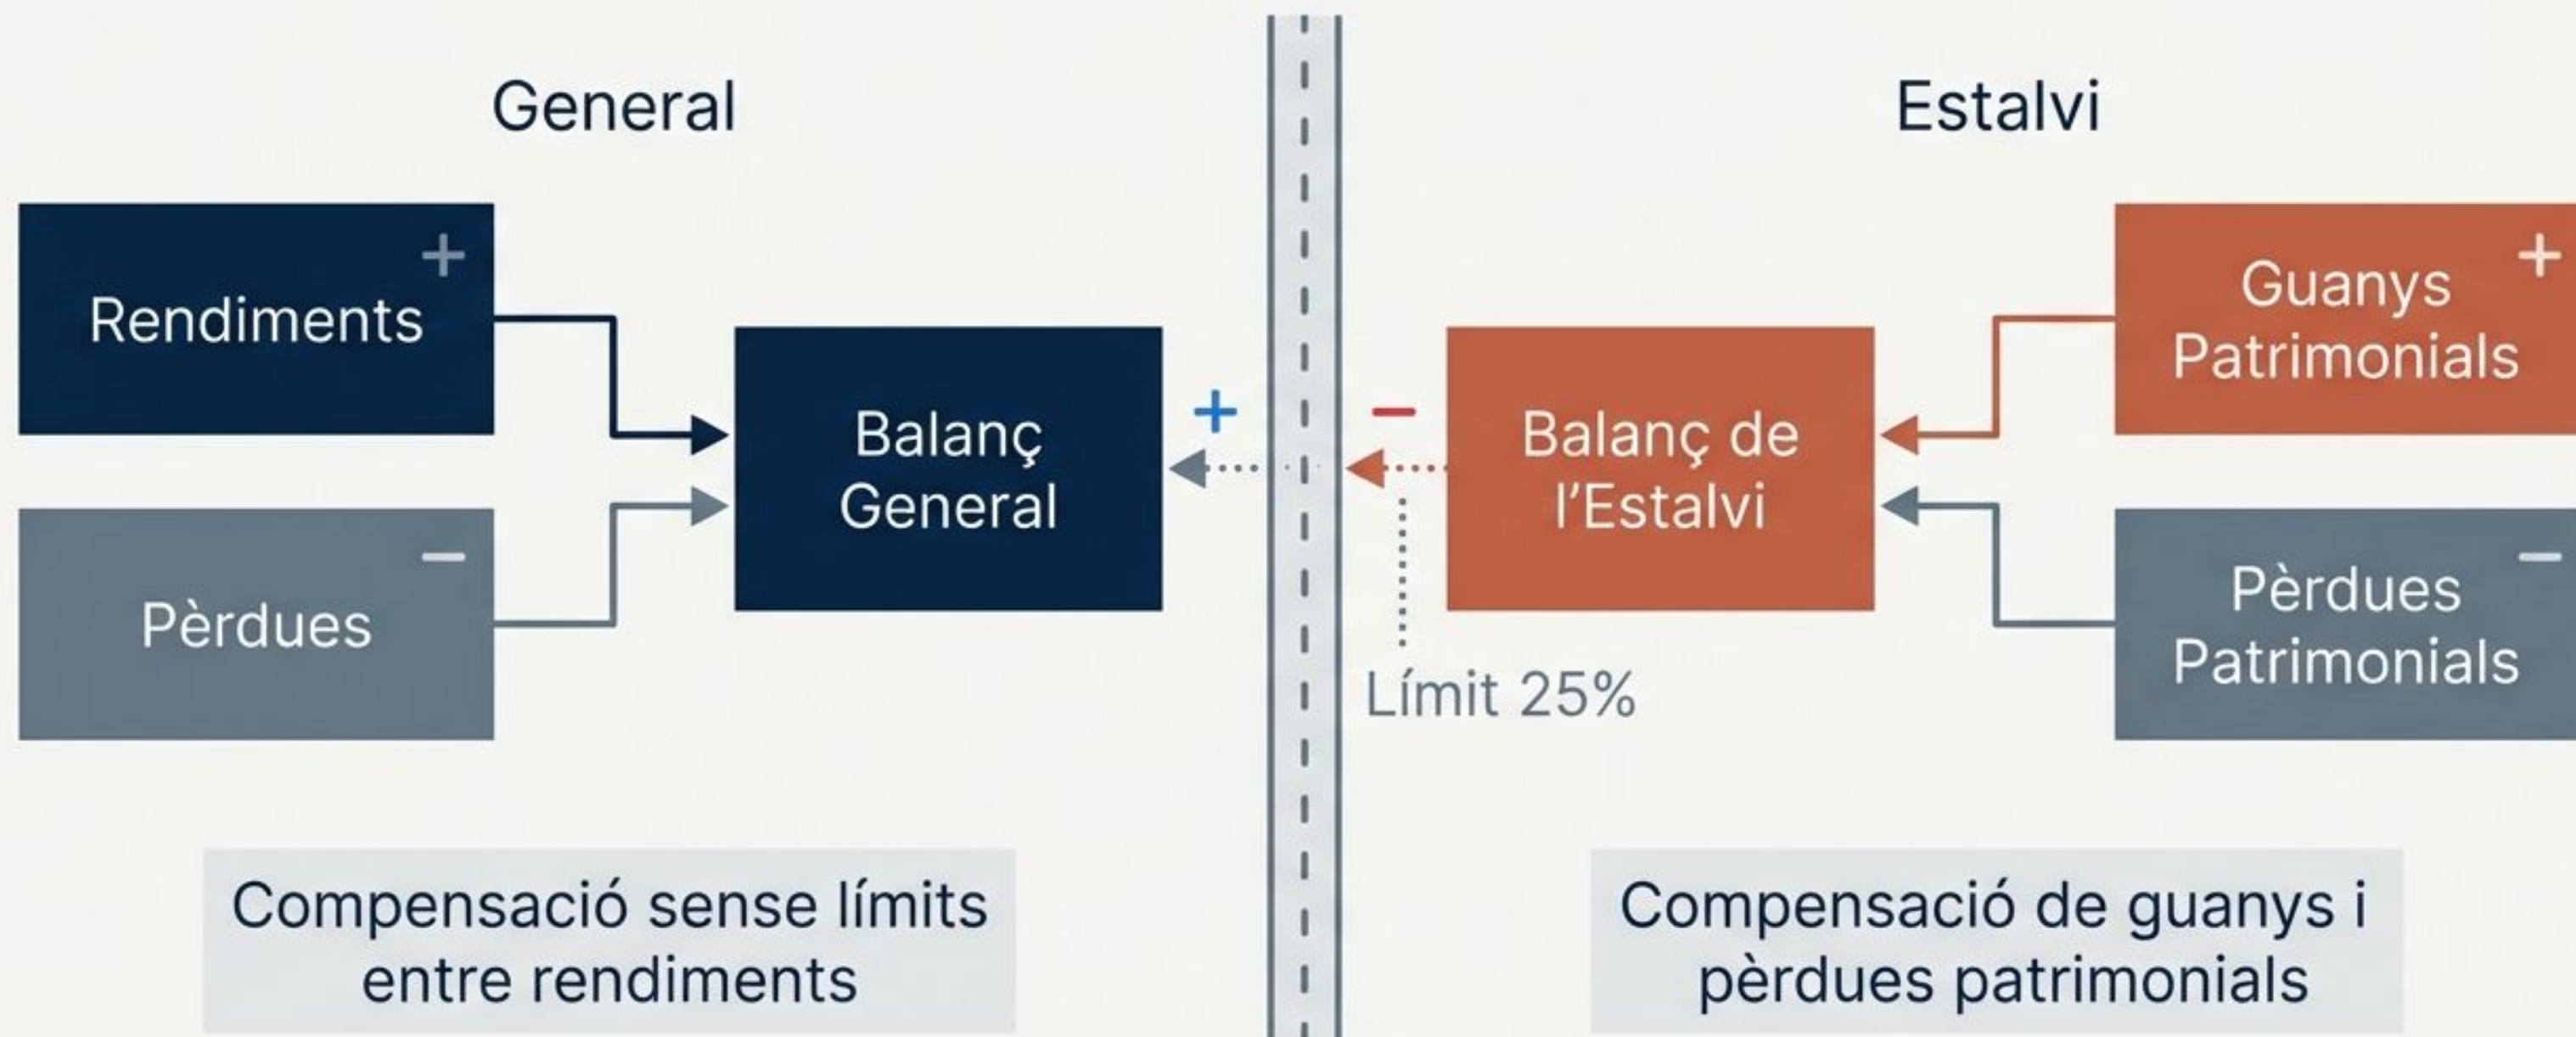 General
Rendiments
+
Pèrdues
−
Balanç
General
+
Compensació sense límits
entre rendiments
Estalvi
−
Límit 25%
Balanç de
l’Estalvi
Guanys
Patrimonials
+
Pèrdues
Patrimonials
−
Compensació de guanys i
pèrdues patrimonials